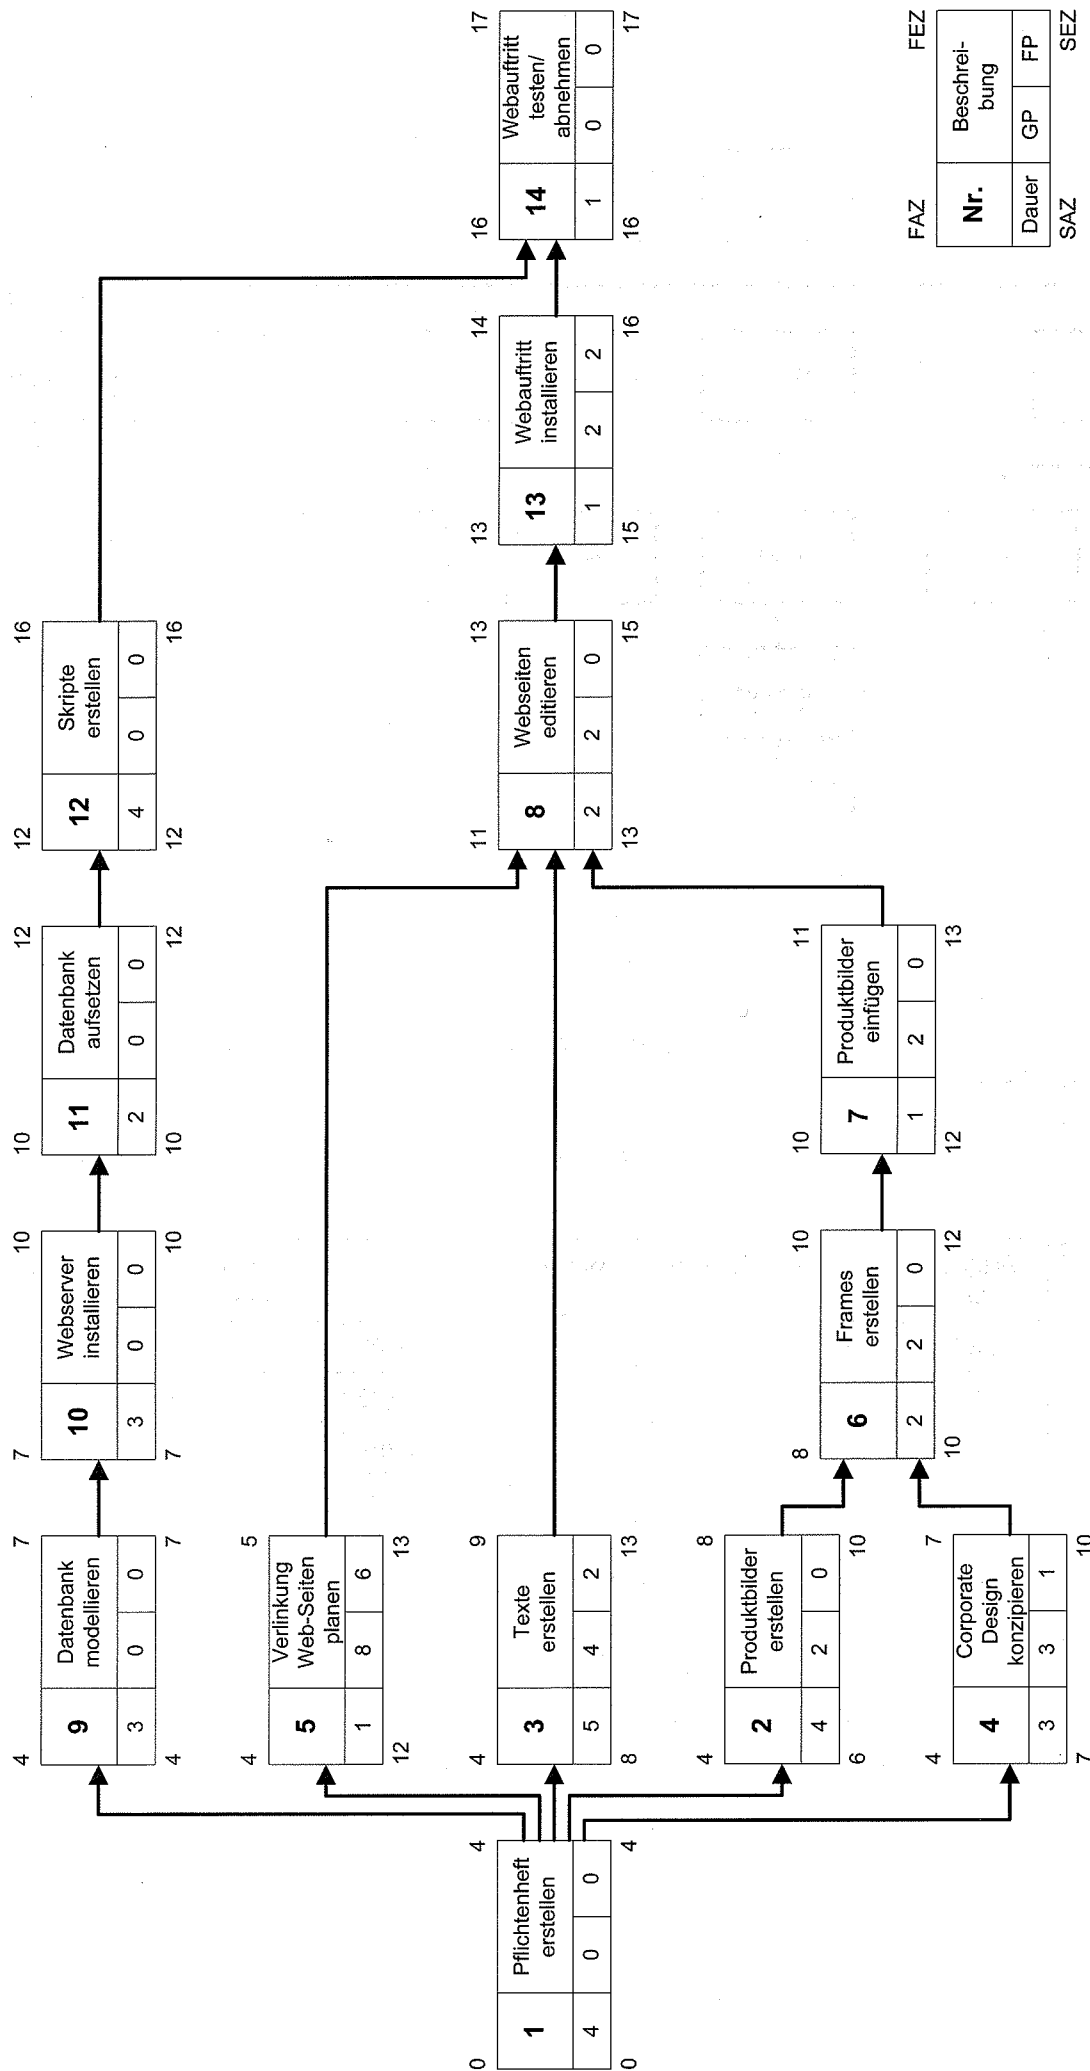 0 4
1 Pflichtenheft
erstellen
4 0 0
0 4
4 7
9 Datenbank
modellieren
3 0 0
4 7
7 10
10 Webserver
installieren
3 0 0
7 10
10 12
11 Datenbank
aufsetzen
2 0 0
10 12
12 16
12 Skripte
erstellen
4 0 0
12 16
4 5
5 Verlinkung
Web-Seiten
planen
1 8 6
12 13
4 9
3 Texte
erstellen
5 4 2
8 13
4 8
2 Produktbilder
erstellen
4 2 0
6 10
4 7
4 Corporate
Design
konzipieren
3 3 1
7 10
8 10
6 Frames
erstellen
2 2 0
10 12
10 11
7 Produktbilder
einfügen
1 2 0
12 13
11 13
8 Webseiten
editieren
2 2 0
13 15
13 14
13 Webauftritt
installieren
1 2 2
15 16
16 17
14 Webauftritt
testen/
abnehmen
1 0 0
16 17
FAZ FEZ
Nr. Beschrei-
bung
Dauer GP FP
SAZ SEZ